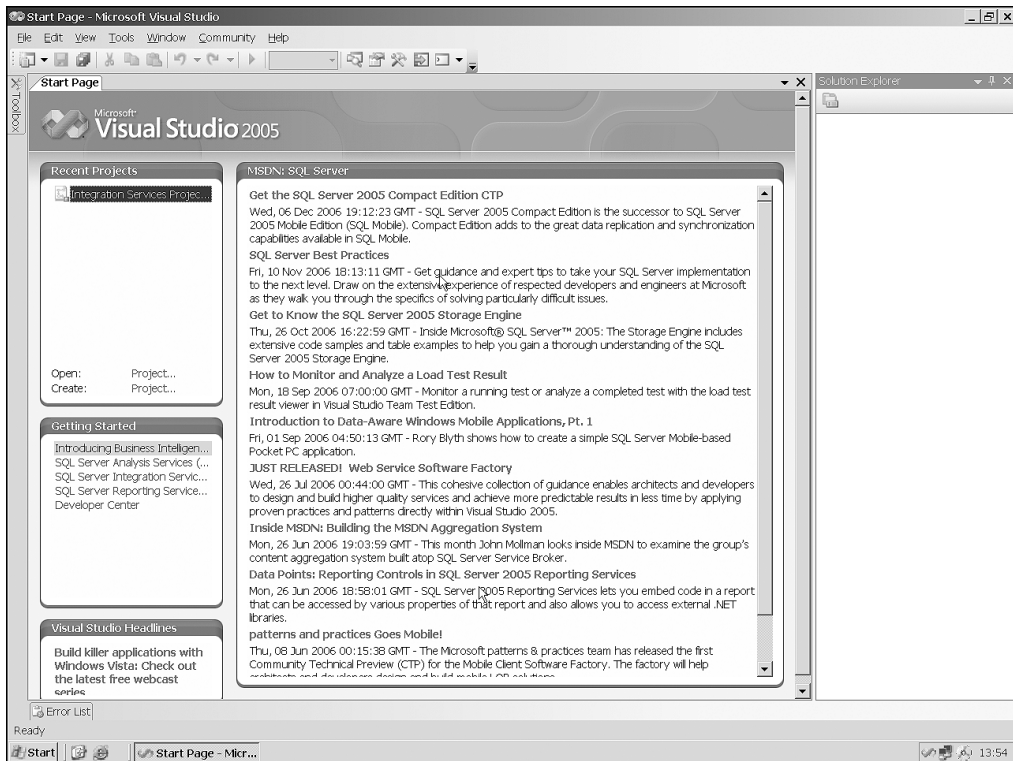 Start Page - Microsoft Visual Studio
File Edit View Tools Window Community Help
Toolbox
Start Page
Solution Explorer
Microsoft
Visual Studio 2005
Recent Projects
Integration Services Projec...
Open: Project...
Create: Project...
Getting Started
Introducing Business Intelligen...
SQL Server Analysis Services (...
SQL Server Integration Servic...
SQL Server Reporting Service...
Developer Center
Visual Studio Headlines
Build killer applications with
Windows Vista: Check out
the latest free webcast
series
MSDN: SQL Server
Get the SQL Server 2005 Compact Edition CTP
Wed, 06 Dec 2006 19:12:23 GMT - SQL Server 2005 Compact Edition is the successor to SQL Server
2005 Mobile Edition (SQL Mobile). Compact Edition adds to the great data replication and synchronization
capabilities available in SQL Mobile.
SQL Server Best Practices
Fri, 10 Nov 2006 18:13:11 GMT - Get guidance and expert tips to take your SQL Server implementation
to the next level. Draw on the extensive experience of respected developers and engineers at Microsoft
as they walk you through the specifics of solving particularly difficult issues.
Get to Know the SQL Server 2005 Storage Engine
Thu, 26 Oct 2006 16:22:59 GMT - Inside Microsoft® SQL Server™ 2005: The Storage Engine includes
extensive code samples and table examples to help you gain a thorough understanding of the SQL
Server 2005 Storage Engine.
How to Monitor and Analyze a Load Test Result
Mon, 18 Sep 2006 07:00:00 GMT - Monitor a running test or analyze a completed test with the load test
result viewer in Visual Studio Team Test Edition.
Introduction to Data-Aware Windows Mobile Applications, Pt. 1
Fri, 01 Sep 2006 04:50:13 GMT - Rory Blyth shows how to create a simple SQL Server Mobile-based
Pocket PC application.
JUST RELEASED! Web Service Software Factory
Wed, 26 Jul 2006 00:44:00 GMT - This cohesive collection of guidance enables architects and developers
to design and build higher quality services and achieve more predictable results in less time by applying
proven practices and patterns directly within Visual Studio 2005.
Inside MSDN: Building the MSDN Aggregation System
Mon, 26 Jun 2006 19:03:59 GMT - This month John Mollman looks inside MSDN to examine the group's
content aggregation system built atop SQL Server Service Broker.
Data Points: Reporting Controls in SQL Server 2005 Reporting Services
Mon, 26 Jun 2006 18:58:01 GMT - SQL Server 2005 Reporting Services lets you embed code in a report
that can be accessed by various properties of that report and also allows you to access external .NET
libraries.
patterns and practices Goes Mobile!
Thu, 08 Jun 2006 00:15:38 GMT - The Microsoft patterns & practices team has released the first
Community Technical Preview (CTP) for the Mobile Client Software Factory. The factory will help
architects and developers design and build mobile LOB solutions.
Error List
Ready
Start
Start Page - Micr...
13:54